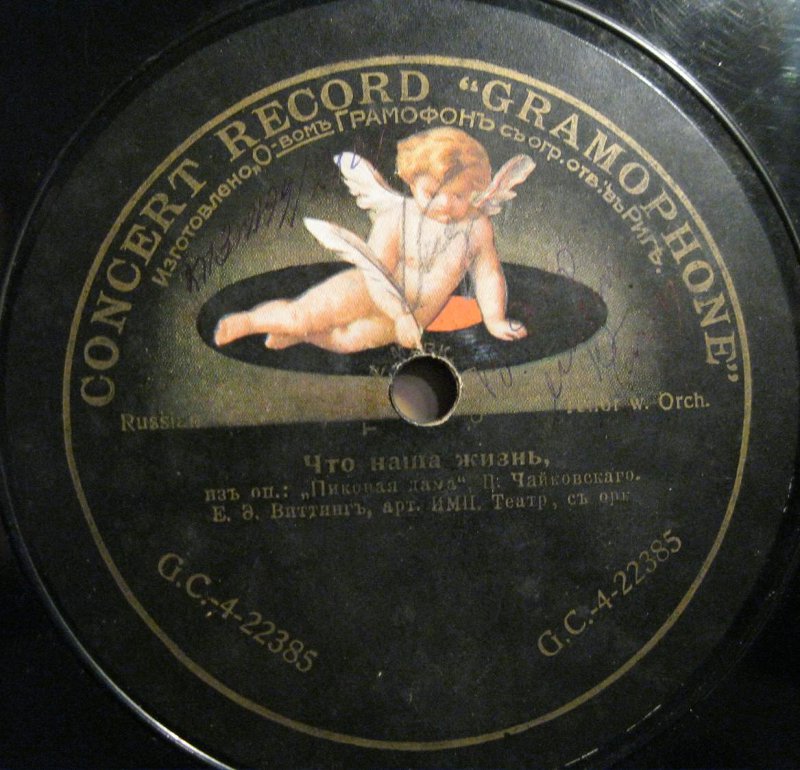 CONCERT RECORD “GRAMOPHONE”
Изготовлено „О-вомъ Грамофонъ съ огр. отв.“ въ Ригѣ.
Russian Tenor w. Orch.
Что наша жизнь,
изъ оп.: „Пиковая дама“ П. Чайковскаго.
Е. Э. Виттингъ, арт. ИМП. Театр, съ орк
G.C.-4-22385
G.C.-4-22385